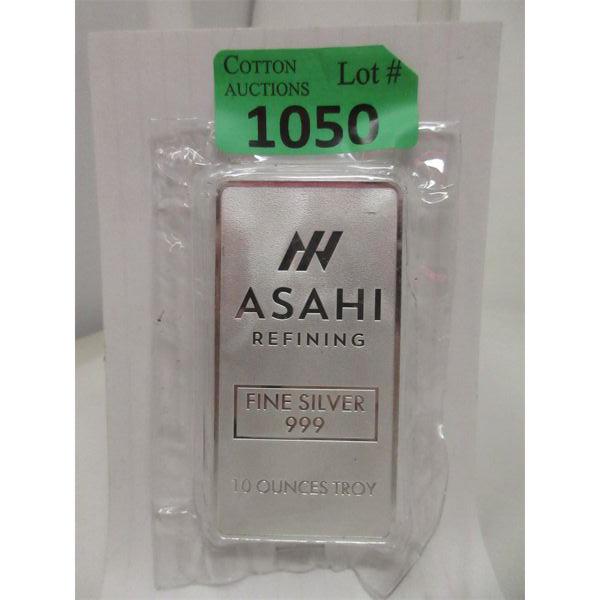 COTTON AUCTIONS Lot #
1050
ASAHI
REFINING
FINE SILVER
999
10 OUNCES TROY